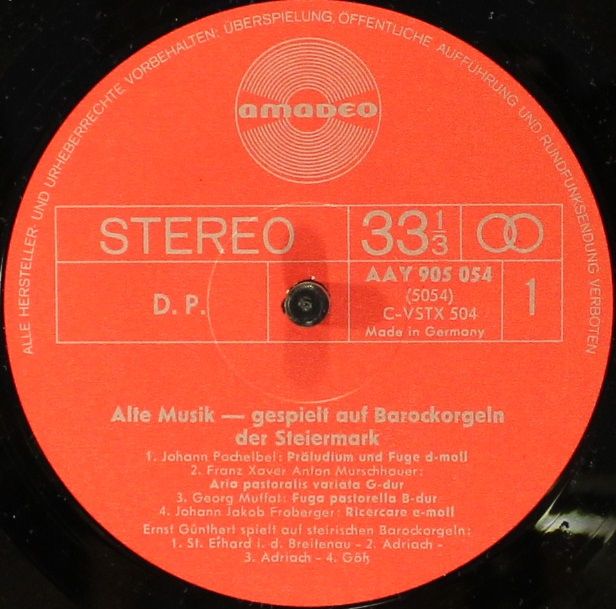 ALLE HERSTELLER- UND URHEBERRECHTE VORBEHALTEN: ÜBERSPIELUNG, ÖFFENTLICHE AUFFÜHRUNG UND RUNDFUNKSENDUNG VERBOTEN
amadeo
STEREO
33 1/3
D. P.
AAY 905 054
(5054)
C-VSTX 504
Made in Germany
1
Alte Musik — gespielt auf Barockorgeln
der Steiermark
1. Johann Pachelbel: Präludium und Fuge d-moll
2. Franz Xaver Anton Murschhauer:
Aria pastoralis variata G-dur
3. Georg Muffat: Fuga pastorella B-dur
4. Johann Jakob Froberger: Ricercare e-moll
Ernst Günthert spielt auf steirischen Barockorgeln:
1. St. Erhard i. d. Breitenau - 2. Adriach -
3. Adriach - 4. Göß